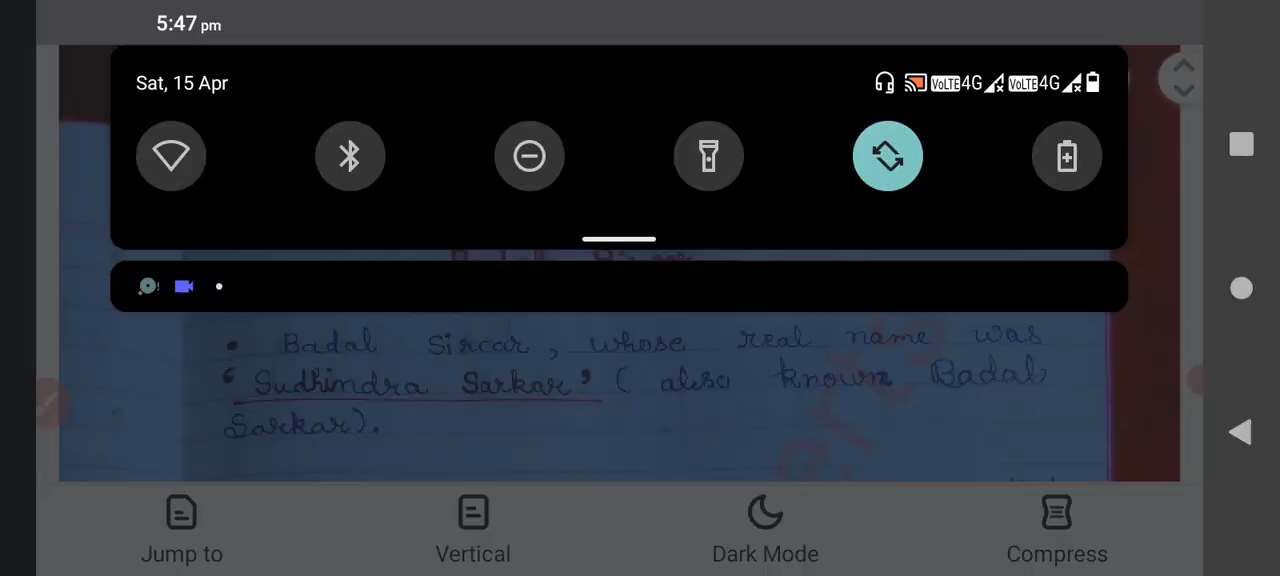 5:47 pm
Sat, 15 Apr
VoLTE 4G VoLTE 4G
• Badal Sircar, whose real name was
“Sudhindra Sarkar” (also known Badal
Sarkar).
Jump to
Vertical
Dark Mode
Compress